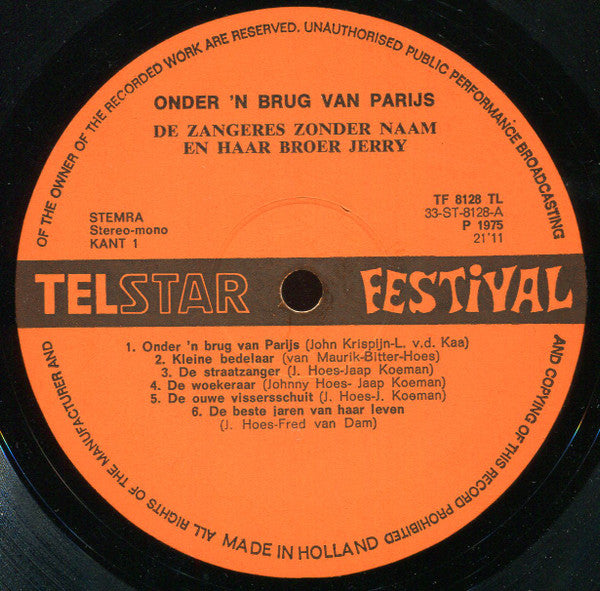 ALL RIGHTS OF THE MANUFACTURER AND OF THE OWNER OF THE RECORDED WORK ARE RESERVED. UNAUTHORISED PUBLIC PERFORMANCE BROADCASTING AND COPYING OF THIS RECORD PROHIBITED
ONDER 'N BRUG VAN PARIJS
DE ZANGERES ZONDER NAAM
EN HAAR BROER JERRY
STEMRA
Stereo-mono
KANT 1
TF 8128 TL
33-ST-8128-A
P 1975
21'11
TELSTAR FESTiVAL
1. Onder 'n brug van Parijs (John Krispijn-L. v.d. Kaa)
2. Kleine bedelaar (van Maurik-Bitter-Hoes)
3. De straatzanger (J. Hoes-Jaap Koeman)
4. De woekeraar (Johnny Hoes- Jaap Koeman)
5. De ouwe vissersschuit (J. Hoes-J. Koeman)
6. De beste jaren van haar leven
(J. Hoes-Fred van Dam)
MADE IN HOLLAND